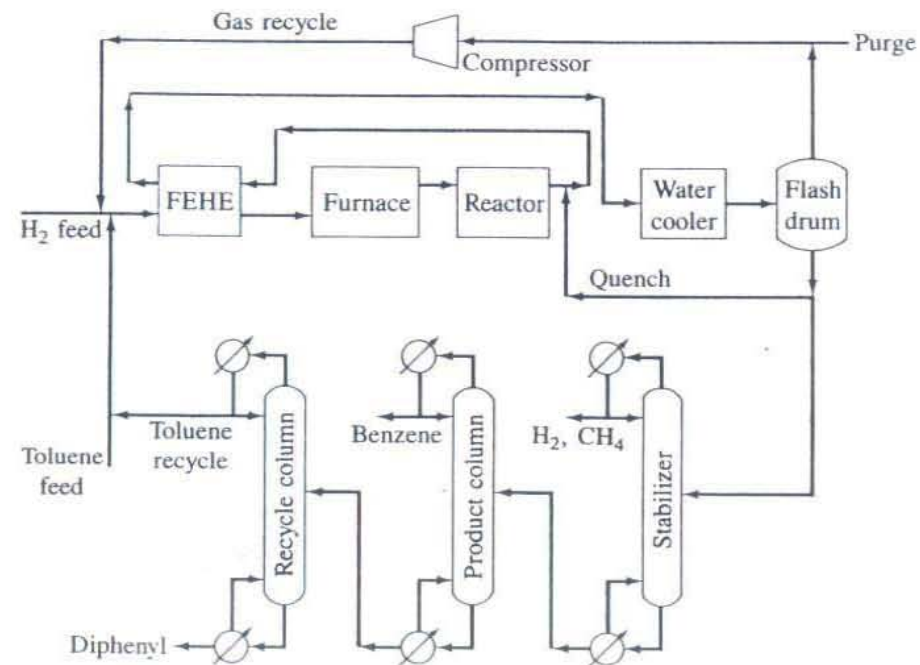 Gas recycle
Purge
Compressor
FEHE
Furnace
Reactor
Water
cooler
Flash
drum
H₂ feed
Quench
Toluene
recycle
Benzene
H₂, CH₄
Toluene
feed
Recycle column
Product column
Stabilizer
Diphenyl